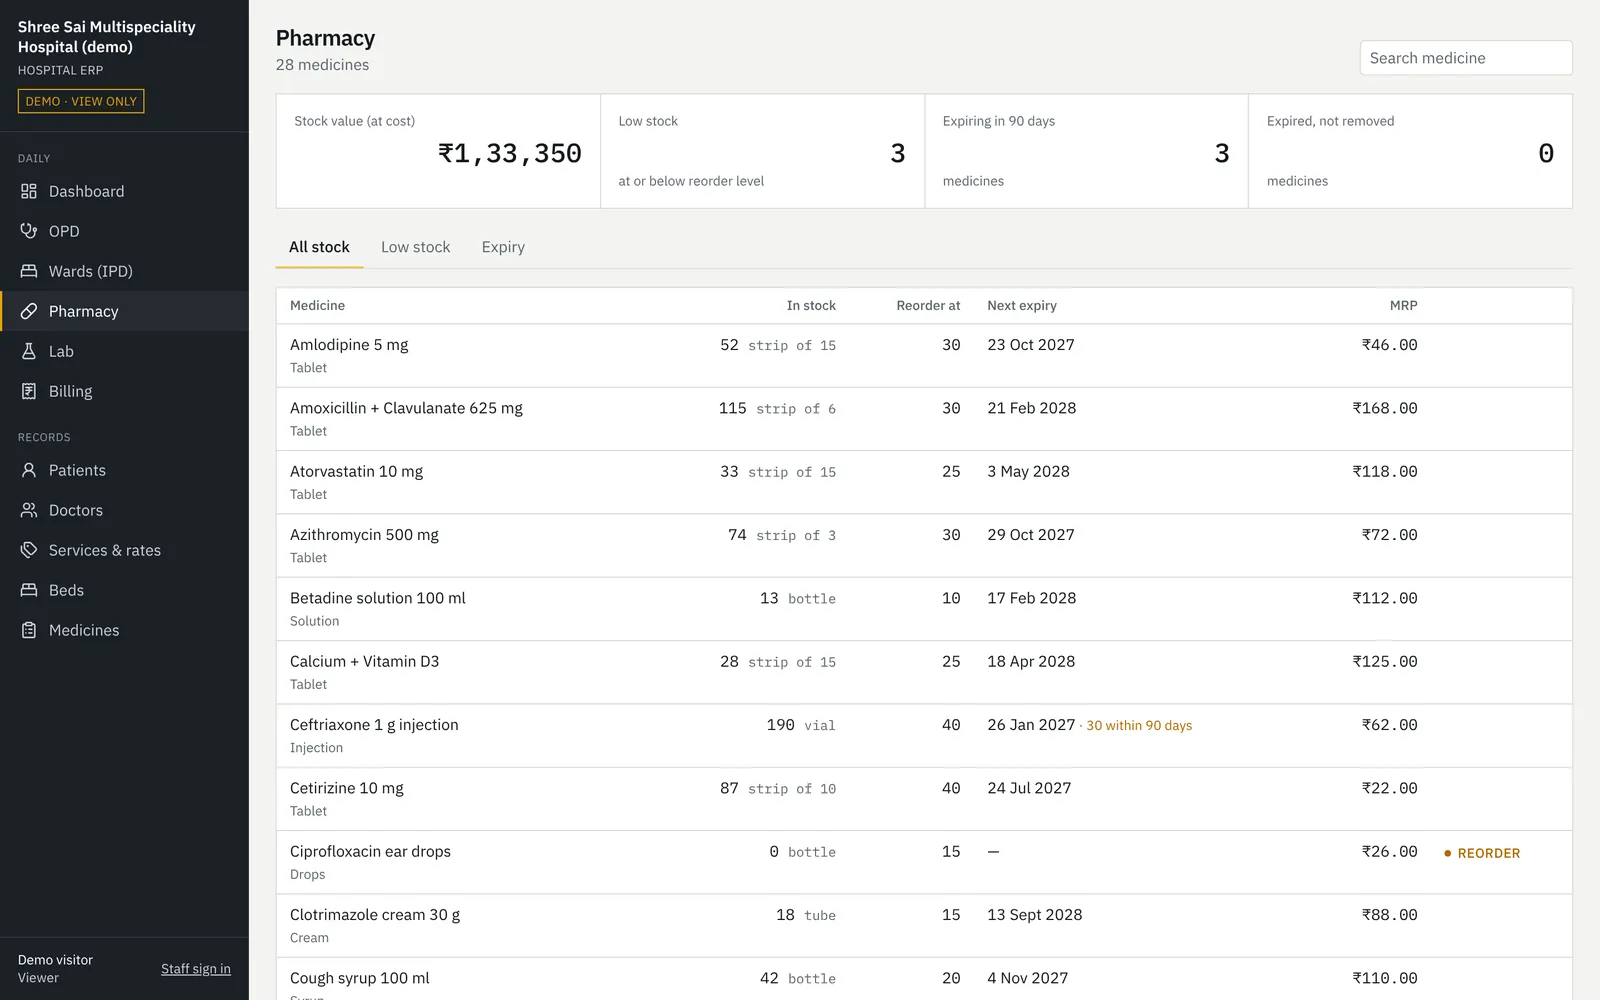 Shree Sai Multispeciality
Hospital (demo)
HOSPITAL ERP
DEMO · VIEW ONLY
DAILY
Dashboard
OPD
Wards (IPD)
Pharmacy
Lab
Billing
RECORDS
Patients
Doctors
Services & rates
Beds
Medicines
Demo visitor
Viewer
Staff sign in
Pharmacy
28 medicines
Search medicine
Stock value (at cost)
₹1,33,350
Low stock
3
at or below reorder level
Expiring in 90 days
3
medicines
Expired, not removed
0
medicines
All stock Low stock Expiry
Medicine In stock Reorder at Next expiry MRP
Amlodipine 5 mg 52 strip of 15 30 23 Oct 2027 ₹46.00
Tablet
Amoxicillin + Clavulanate 625 mg 115 strip of 6 30 21 Feb 2028 ₹168.00
Tablet
Atorvastatin 10 mg 33 strip of 15 25 3 May 2028 ₹118.00
Tablet
Azithromycin 500 mg 74 strip of 3 30 29 Oct 2027 ₹72.00
Tablet
Betadine solution 100 ml 13 bottle 10 17 Feb 2028 ₹112.00
Solution
Calcium + Vitamin D3 28 strip of 15 25 18 Apr 2028 ₹125.00
Tablet
Ceftriaxone 1 g injection 190 vial 40 26 Jan 2027 · 30 within 90 days ₹62.00
Injection
Cetirizine 10 mg 87 strip of 10 40 24 Jul 2027 ₹22.00
Tablet
Ciprofloxacin ear drops 0 bottle 15 — ₹26.00 • REORDER
Drops
Clotrimazole cream 30 g 18 tube 15 13 Sept 2028 ₹88.00
Cream
Cough syrup 100 ml 42 bottle 20 4 Nov 2027 ₹110.00